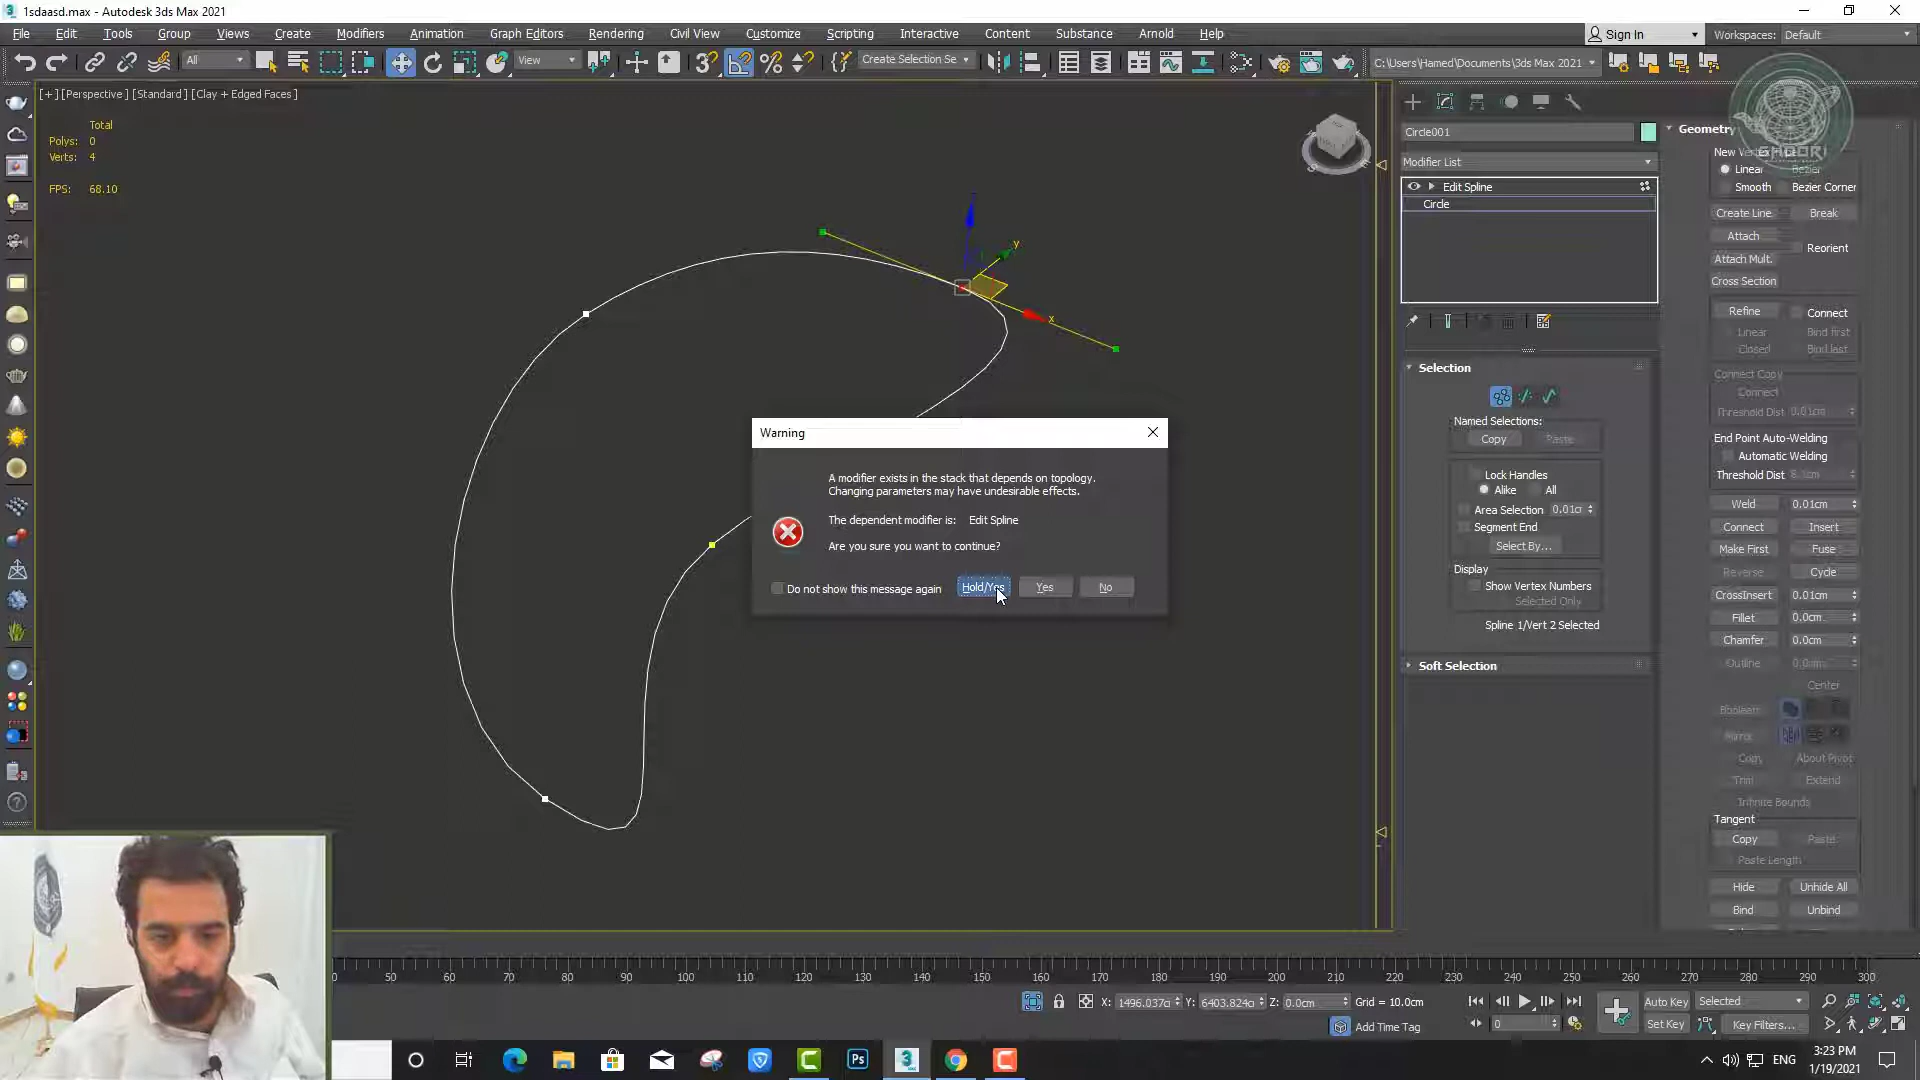 1sdaasd.max - Autodesk 3ds Max 2021
File Edit Tools Group Views Create Modifiers Animation Graph Editors Rendering Civil View Customize Scripting Interactive Content Substance Arnold Help
Sign In
Workspaces: Default
All
View
Create Selection Se
C:\Users\Hamed\Documents\3ds Max 2021
[+] [Perspective] [Standard] [Clay + Edged Faces]
Total
Polys: 0
Verts: 4
FPS: 68.10
y
x
Warning
A modifier exists in the stack that depends on topology.
Changing parameters may have undesirable effects.
The dependent modifier is: Edit Spline
Are you sure you want to continue?
Do not show this message again
Hold/Yes
Yes
No
Circle001
Modifier List
Edit Spline
Circle
Selection
Named Selections:
Copy Paste
Lock Handles
Alike All
Area Selection
Segment End
Select By...
Display
Show Vertex Numbers
Selected Only
Spline 1/Vert 2 Selected
Soft Selection
Geometry
Linear Bezier
Smooth Bezier Corner
Create Line Break
Attach
Reorient
Attach Mult.
Cross Section
Refine Connect
Linear Bind first
Closed Bind last
Connect Copy
Connect
Threshold Dist 0.01cm
End Point Auto-Welding
Automatic Welding
Threshold Dist
Weld 0.01cm
Connect Insert
Make First Fuse
Reverse Cycle
CrossInsert 0.01cm
Fillet 0.0cm
Chamfer 0.0cm
Outline 0.0cm
Center
Boolean
Mirror
Copy About Pivot
Trim Extend
Infinite Bounds
Tangent
Copy Paste
Paste Length
Hide Unhide All
Bind Unbind
50 60 70 80 90 100 110 120 130 140 150 160 170 180 190 200 210 220 230 240 250 260 270 280 290 300
X: 1496.037c Y: 6403.824c Z: 0.0cm Grid = 10.0cm
Add Time Tag
0
Auto Key Selected
Set Key Key Filters...
Ps
3
MAX
ENG
3:23 PM
1/19/2021